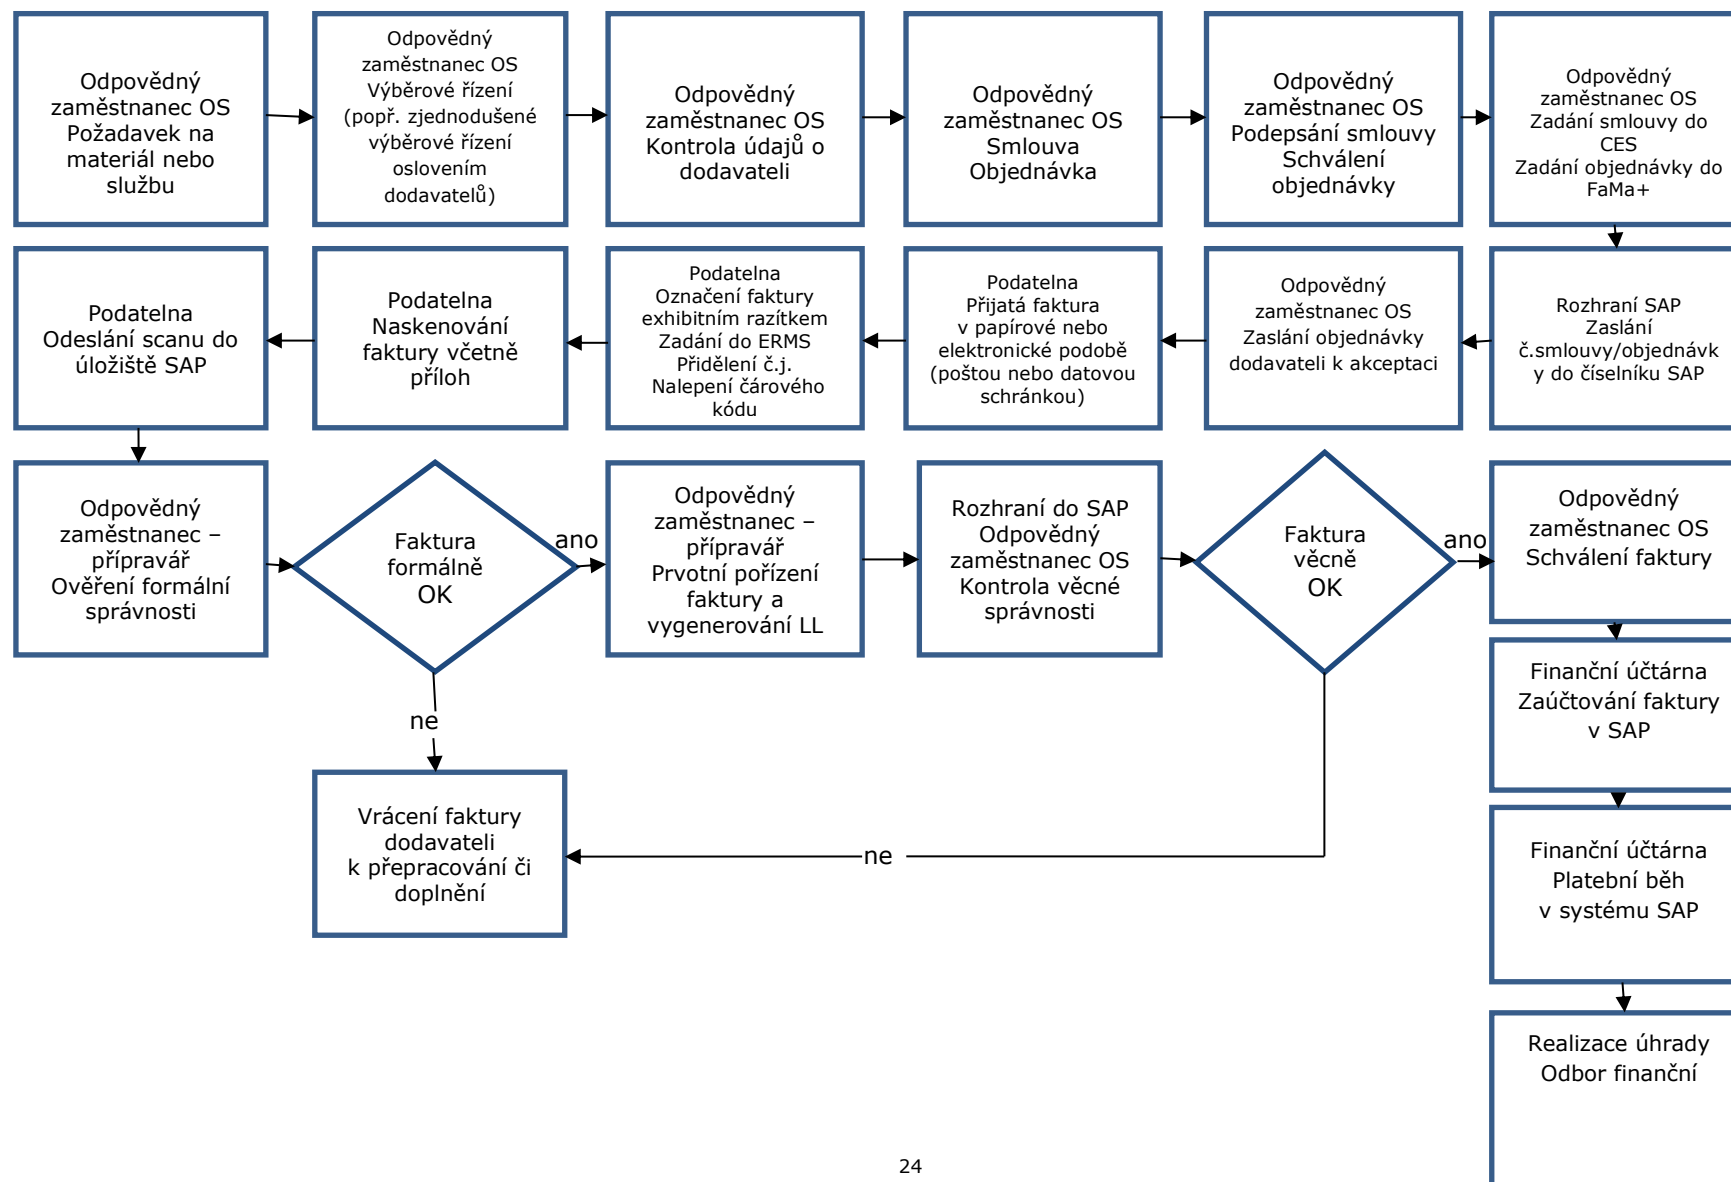 Odpovědný
zaměstnanec OS
Požadavek na
materiál nebo
službu
Odpovědný
zaměstnanec OS
Výběrové řízení
(popř. zjednodušené
výběrové řízení
oslovením
dodavatelů)
Odpovědný
zaměstnanec OS
Kontrola údajů o
dodavateli
Odpovědný
zaměstnanec OS
Smlouva
Objednávka
Odpovědný
zaměstnanec OS
Podepsání smlouvy
Schválení
objednávky
Odpovědný
zaměstnanec OS
Zadání smlouvy do
CES
Zadání objednávky do
FaMa+
Podatelna
Odeslání scanu do
úložiště SAP
Podatelna
Naskenování
faktury včetně
příloh
Podatelna
Označení faktury
exhibitním razítkem
Zadání do ERMS
Přidělení č.j.
Nalepení čárového
kódu
Podatelna
Přijatá faktura
v papírové nebo
elektronické podobě
(poštou nebo datovou
schránkou)
Odpovědný
zaměstnanec OS
Zaslání objednávky
dodavateli k akceptaci
Rozhraní SAP
Zaslání
č.smlouvy/objednávk
y do číselníku SAP
Odpovědný
zaměstnanec –
přípravář
Ověření formální
správnosti
Faktura
formálně
OK
ano
Odpovědný
zaměstnanec –
přípravář
Prvotní pořízení
faktury a
vygenerování LL
Rozhraní do SAP
Odpovědný
zaměstnanec OS
Kontrola věcné
správnosti
Faktura
věcně
OK
ano
Odpovědný
zaměstnanec OS
Schválení faktury
Finanční účtárna
Zaúčtování faktury
v SAP
ne
Vrácení faktury
dodavateli
k přepracování či
doplnění
ne
Finanční účtárna
Platební běh
v systému SAP
Realizace úhrady
Odbor finanční
24